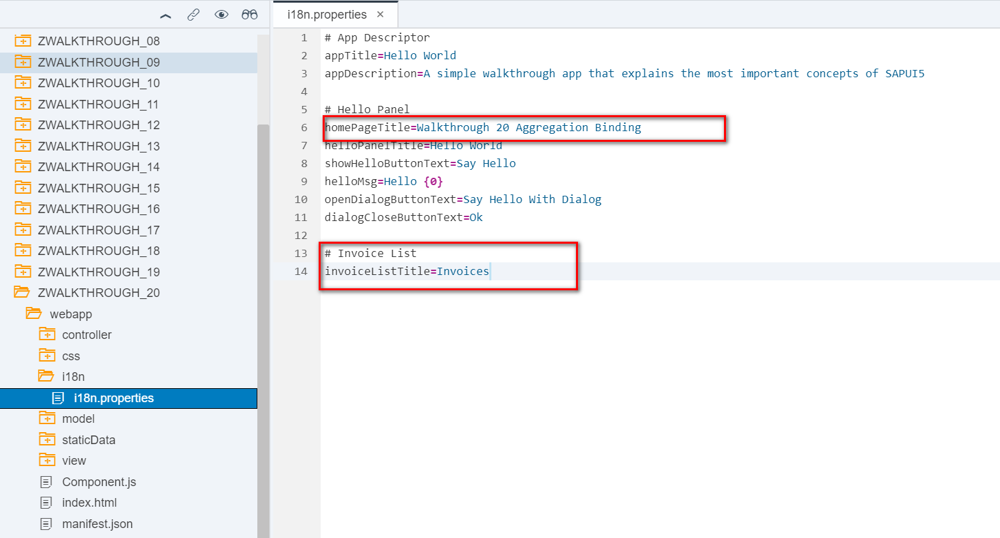 i18n.properties ×
ZWALKTHROUGH_08
ZWALKTHROUGH_09
ZWALKTHROUGH_10
ZWALKTHROUGH_11
ZWALKTHROUGH_12
ZWALKTHROUGH_13
ZWALKTHROUGH_14
ZWALKTHROUGH_15
ZWALKTHROUGH_16
ZWALKTHROUGH_17
ZWALKTHROUGH_18
ZWALKTHROUGH_19
ZWALKTHROUGH_20
webapp
controller
css
i18n
i18n.properties
model
staticData
view
Component.js
index.html
manifest.json
1 # App Descriptor
2 appTitle=Hello World
3 appDescription=A simple walkthrough app that explains the most important concepts of SAPUI5
4
5 # Hello Panel
6 homePageTitle=Walkthrough 20 Aggregation Binding
7 helloPanelTitle=Hello World
8 showHelloButtonText=Say Hello
9 helloMsg=Hello {0}
10 openDialogButtonText=Say Hello With Dialog
11 dialogCloseButtonText=Ok
12
13 # Invoice List
14 invoiceListTitle=Invoices